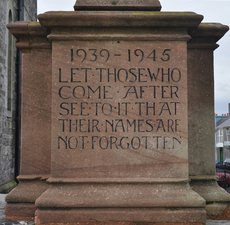 1939-1945
LET THOSE WHO
COME AFTER
SEE TO IT THAT
THEIR NAMES ARE
NOT FORGOTTEN